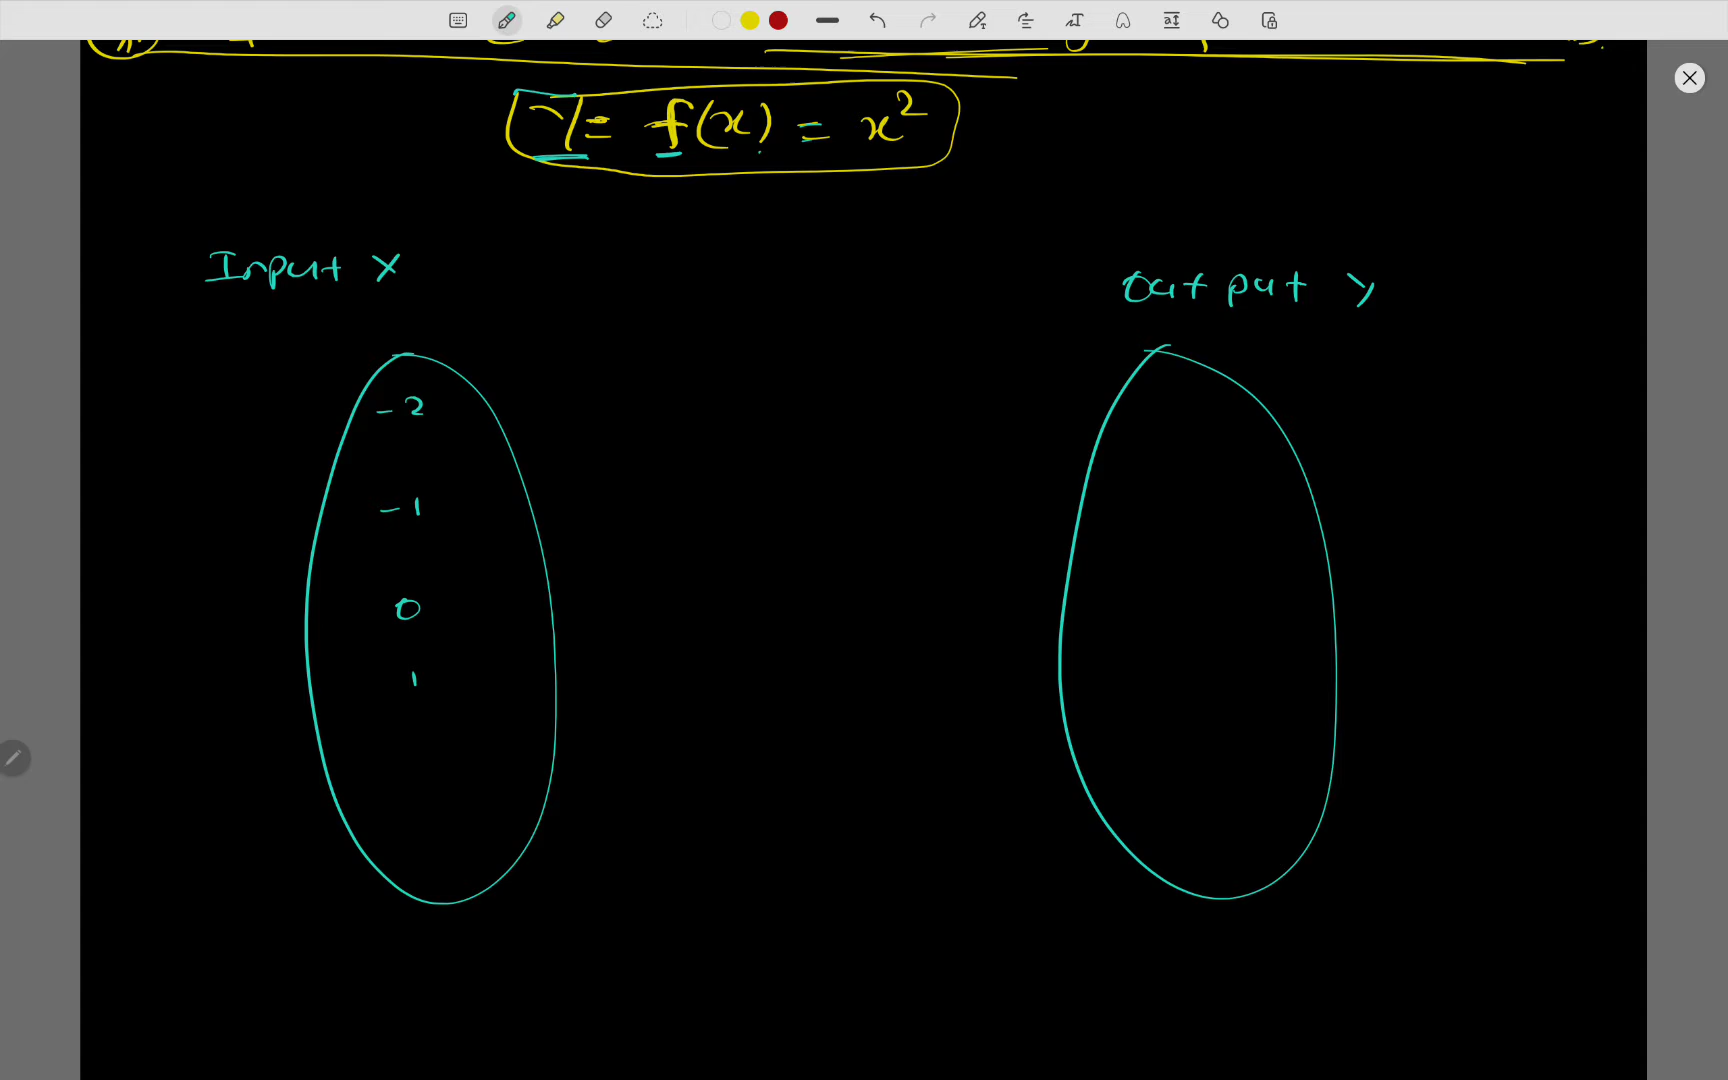 y = f(x) = x²
Input X
Output y
-2
-1
0
1